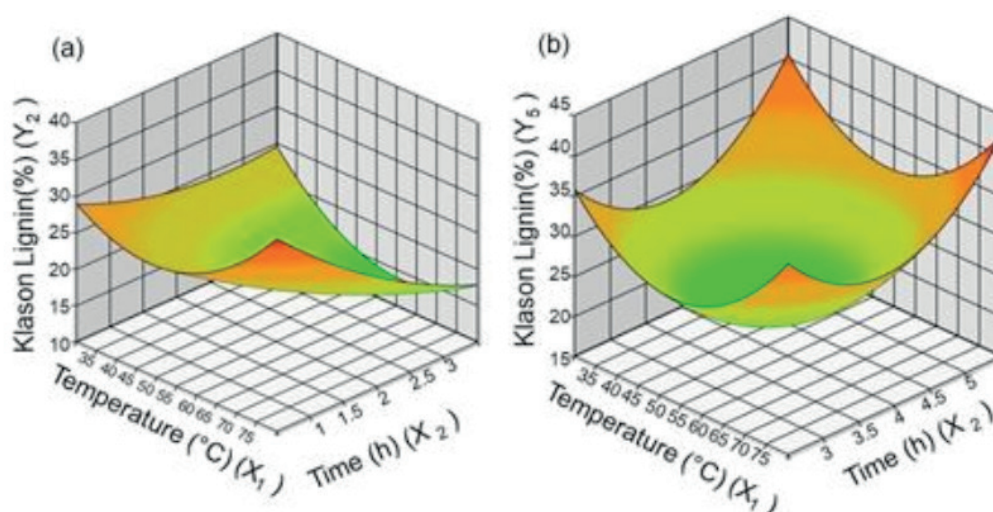 (a)
Klason Lignin(%) (Y2)
40
35
30
25
20
15
10
35 40 45 50 55 60 65 70 75
Temperature (°C) (X1)
1 1.5 2 2.5 3
Time (h) (X2)
(b)
Klason Lignin(%) (Y5)
45
40
35
30
25
20
15
35 40 45 50 55 60 65 70 75
Temperature (°C) (X1)
3 3.5 4 4.5 5
Time (h) (X2)